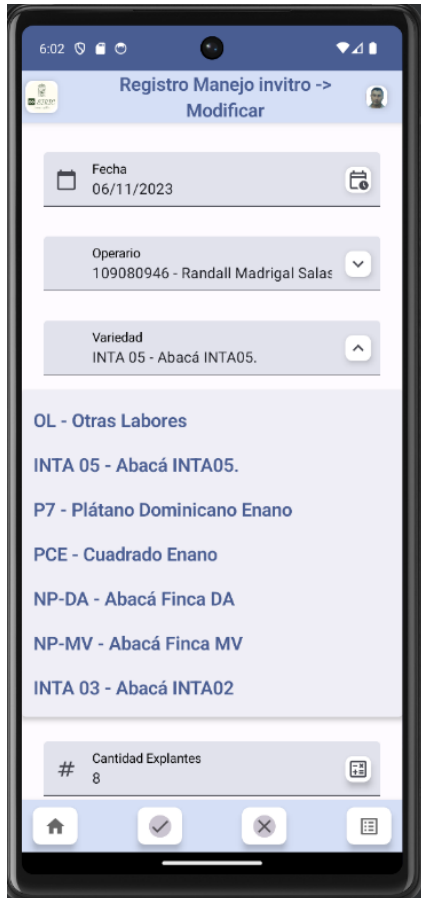 6:02
Registro Manejo invitro ->
Modificar
Fecha
06/11/2023
Operario
109080946 - Randall Madrigal Salas
Variedad
INTA 05 - Abacá INTA05.
OL - Otras Labores
INTA 05 - Abacá INTA05.
P7 - Plátano Dominicano Enano
PCE - Cuadrado Enano
NP-DA - Abacá Finca DA
NP-MV - Abacá Finca MV
INTA 03 - Abacá INTA02
# Cantidad Explantes
8